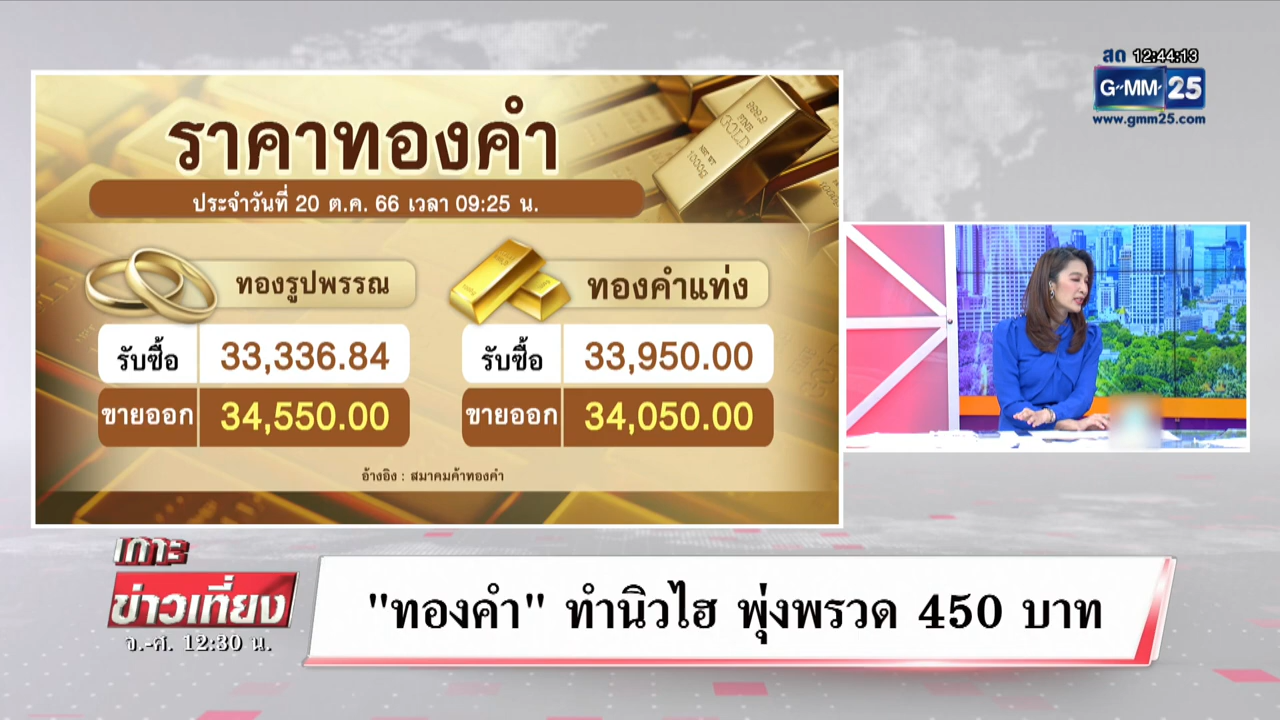 สด 12:44:13
GMM 25
www.gmm25.com
ราคาทองคำ
ประจำวันที่ 20 ต.ค. 66 เวลา 09:25 น.
999.9
FINE
GOLD
NET WT
1000g
ทองรูปพรรณ
รับซื้อ 33,336.84
ขายออก 34,550.00
ทองคำแท่ง
รับซื้อ 33,950.00
ขายออก 34,050.00
อ้างอิง : สมาคมค้าทองคำ
เกาะ
ข่าวเที่ยง
จ.-ศ. 12:30 น.
"ทองคำ" ทำนิวไฮ พุ่งพรวด 450 บาท